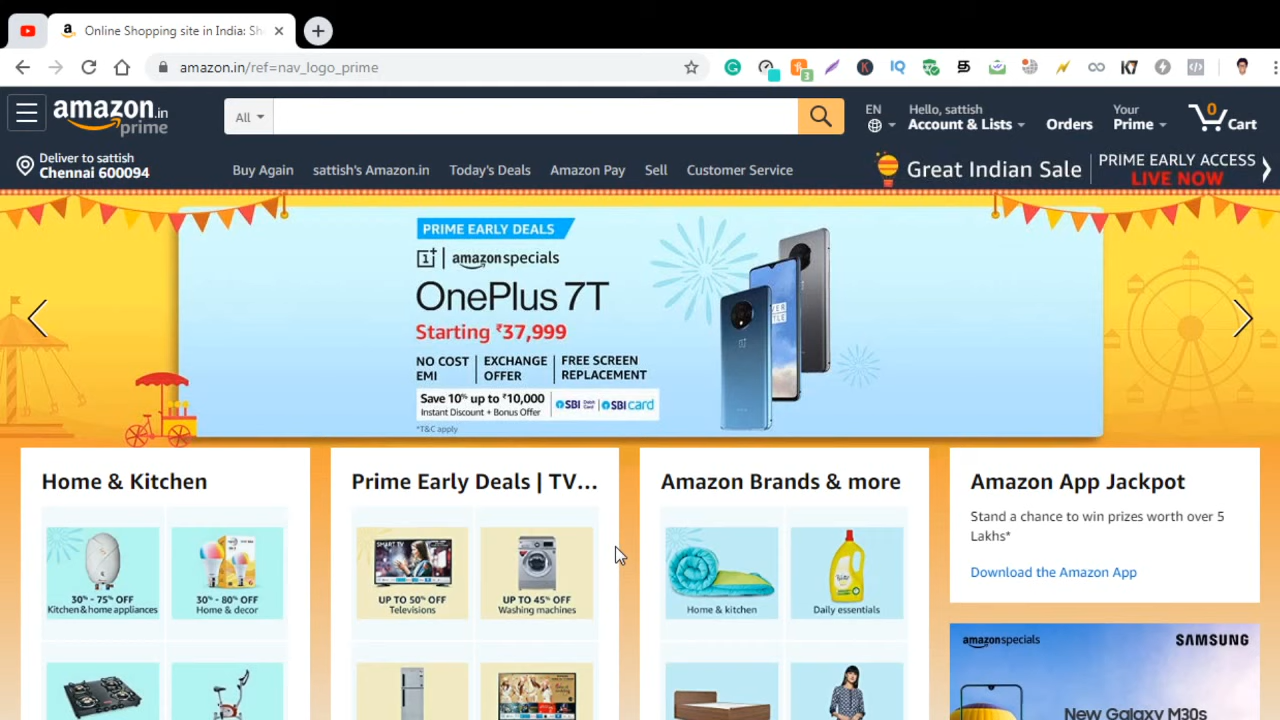 Online Shopping site in India: Sh
amazon.in/ref=nav_logo_prime
3
amazon.in
prime
All
EN
Hello, sattish
Account & Lists
Orders
Your
Prime
0
Cart
Deliver to sattish
Chennai 600094
Buy Again
sattish's Amazon.in
Today's Deals
Amazon Pay
Sell
Customer Service
Great Indian Sale
PRIME EARLY ACCESS
LIVE NOW
PRIME EARLY DEALS
1+ | amazonspecials
OnePlus 7T
Starting ₹37,999
NO COST
EMI
EXCHANGE
OFFER
FREE SCREEN
REPLACEMENT
Save 10% up to ₹10,000
Instant Discount + Bonus Offer
SBI Debit Card
SBI card
*T&C apply
Home & Kitchen
30% - 75% OFF
Kitchen & home appliances
30% - 80% OFF
Home & decor
Prime Early Deals | TV...
SMART TV
UP TO 50% OFF
Televisions
UP TO 45% OFF
Washing machines
Amazon Brands & more
Home & kitchen
Daily essentials
Amazon App Jackpot
Stand a chance to win prizes worth over 5
Lakhs*
Download the Amazon App
amazonspecials
SAMSUNG
New Galaxy M30s